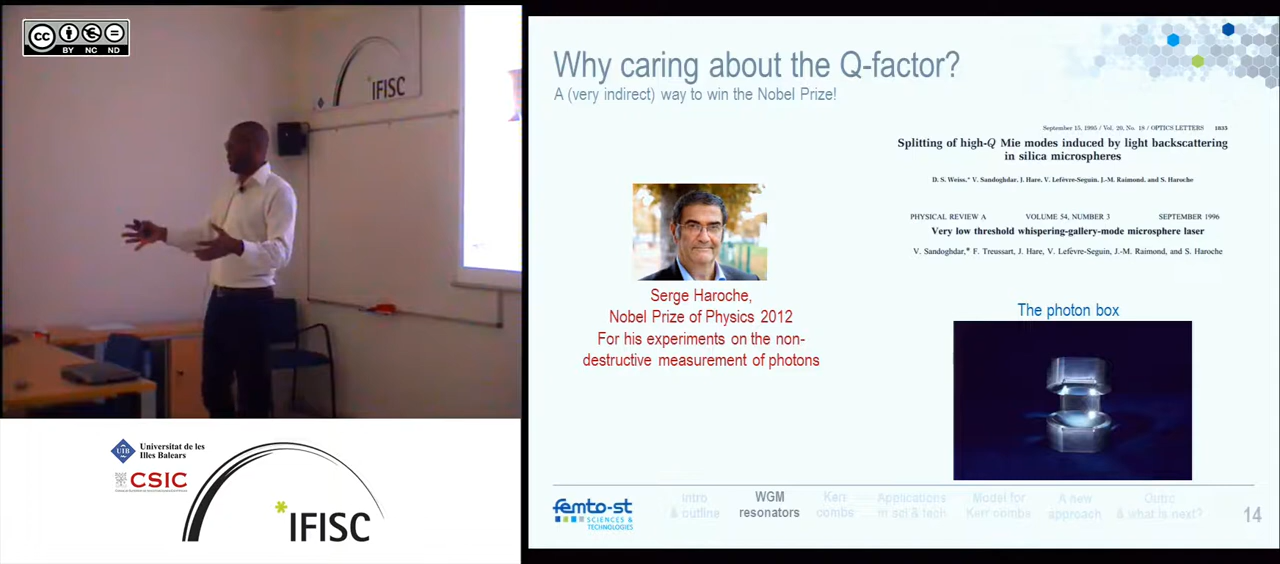 cc
BY NC ND
IFISC
Universitat de les
Illes Balears
UIB
CSIC
*IFISC
Why caring about the Q-factor?
A (very indirect) way to win the Nobel Prize!
September 15, 1995 / Vol. 20, No. 18 / OPTICS LETTERS 1835
Splitting of high-Q Mie modes induced by light backscattering
in silica microspheres
D. S. Weiss,* V. Sandoghdar, J. Hare, V. Lefèvre-Seguin, J.-M. Raimond, and S. Haroche
PHYSICAL REVIEW A VOLUME 54, NUMBER 3 SEPTEMBER 1996
Very low threshold whispering-gallery-mode microsphere laser
V. Sandoghdar,* F. Treussart, J. Hare, V. Lefèvre-Seguin, J.-M. Raimond, and S. Haroche
Serge Haroche,
Nobel Prize of Physics 2012
For his experiments on the non-
destructive measurement of photons
The photon box
femto-st
SCIENCES &
TECHNOLOGIES
Intro
& outline
WGM
resonators
Kerr
combs
Applications
in sci & tech
Model for
Kerr combs
A new
approach
& what is next?
14